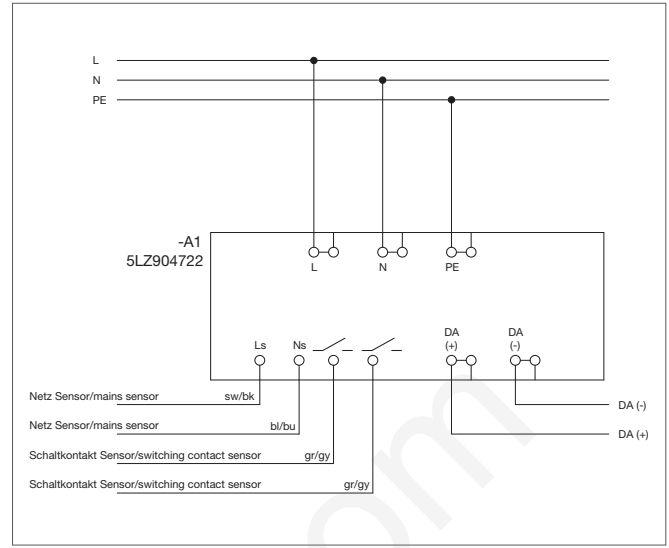 L
N
PE
-A1
5LZ904722
L N PE
Ls Ns DA (+) DA (-)
Netz Sensor/mains sensor sw/bk
DA (-)
Netz Sensor/mains sensor bl/bu
DA (+)
Schaltkontakt Sensor/switching contact sensor gr/gy
Schaltkontakt Sensor/switching contact sensor gr/gy
com